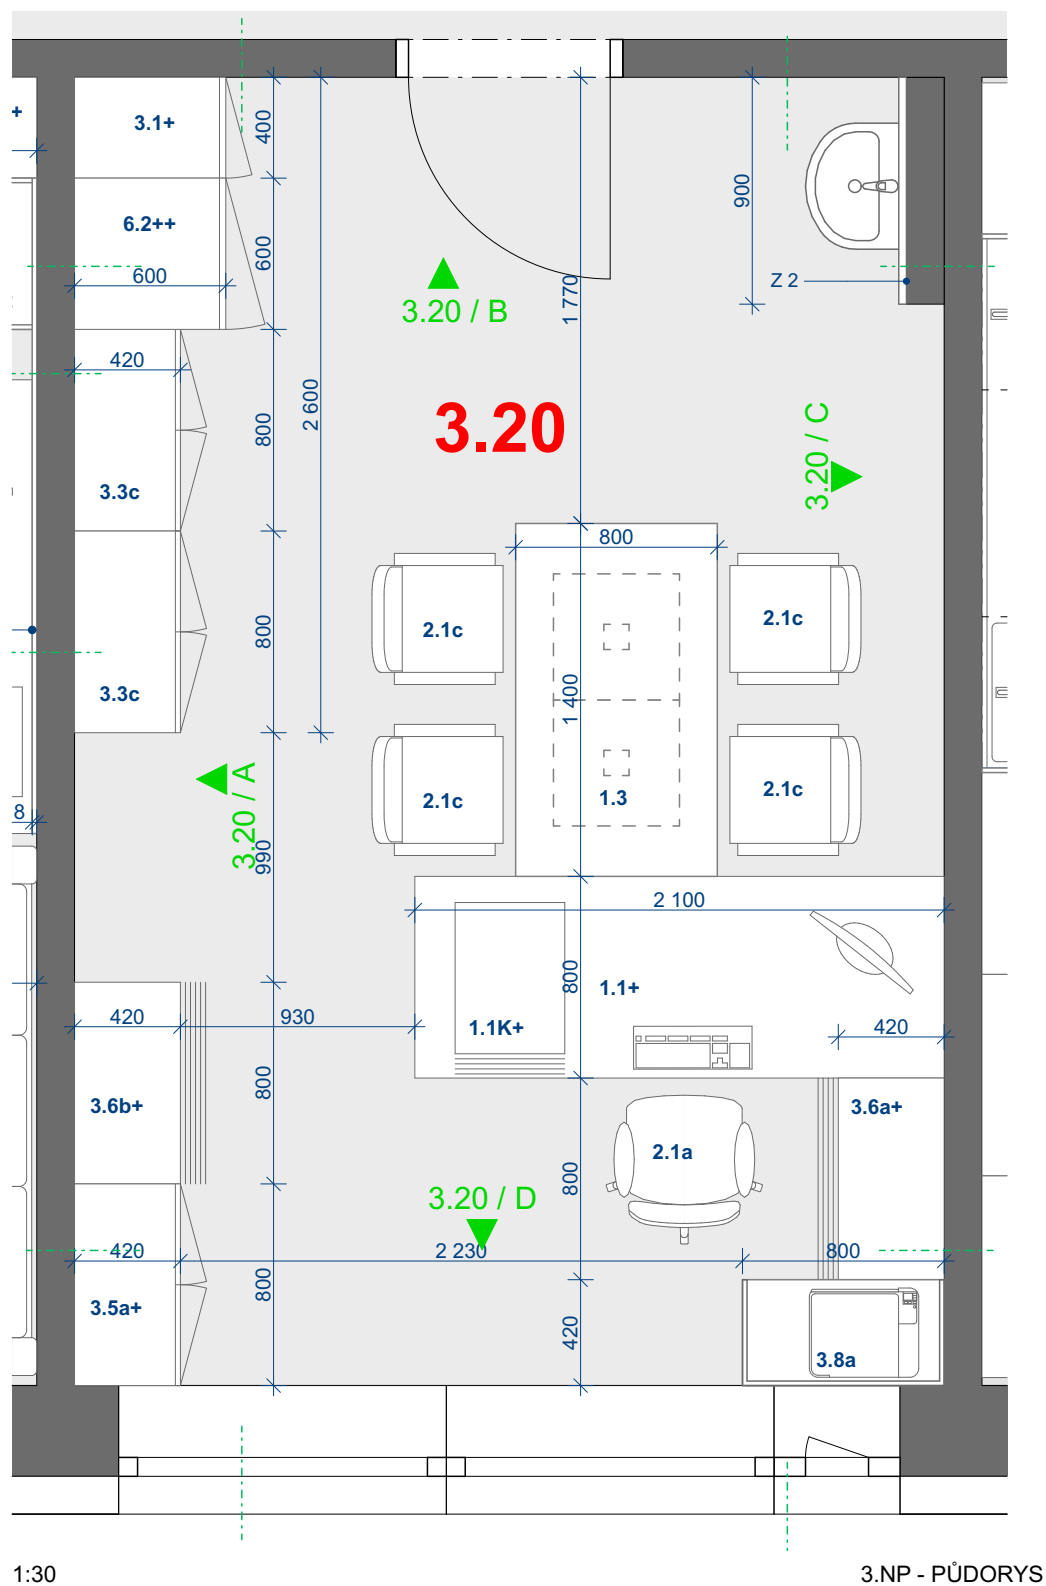 +
3.1+
400
6.2++
600
600
900
1 770
Z 2
3.20 / B
420
2 600
800
3.20
3.20 / C
3.3c
800
800
2.1c
2.1c
3.3c
1 400
3.20 / A
8
2.1c
1.3
2.1c
990
2 100
800
1.1+
420
930
1.1K+
420
800
3.6b+
3.6a+
2.1a
800
3.20 / D
420
2 230
800
800
3.5a+
420
3.8a
1:30
3.NP - PŮDORYS